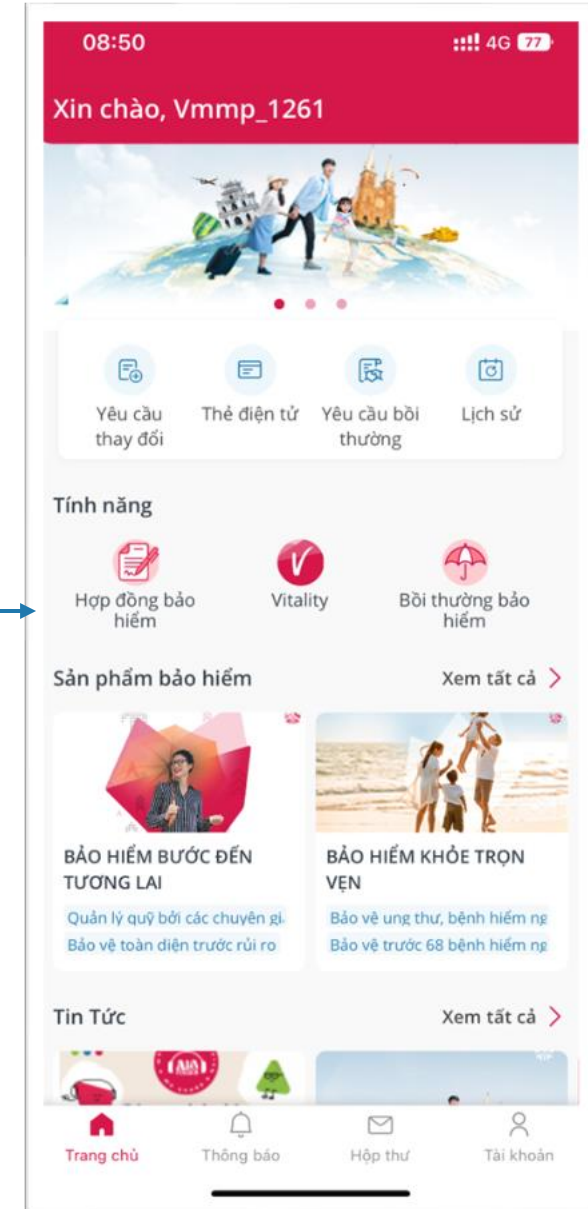 08:50
4G 77
Xin chào, Vmmp_1261
Yêu cầu
thay đổi
Thẻ điện tử
Yêu cầu bồi
thường
Lịch sử
Tính năng
Hợp đồng bảo
hiểm
Vitality
Bồi thường bảo
hiểm
Sản phẩm bảo hiểm
Xem tất cả
BẢO HIỂM BƯỚC ĐẾN
TƯƠNG LAI
Quản lý quỹ bởi các chuyên gi
Bảo vệ toàn diện trước rủi ro
BẢO HIỂM KHỎE TRỌN
VẸN
Bảo vệ ung thư, bệnh hiểm ng
Bảo vệ trước 68 bệnh hiểm ng
Tin Tức
Xem tất cả
AIA
Trang chủ
Thông báo
Hộp thư
Tài khoản